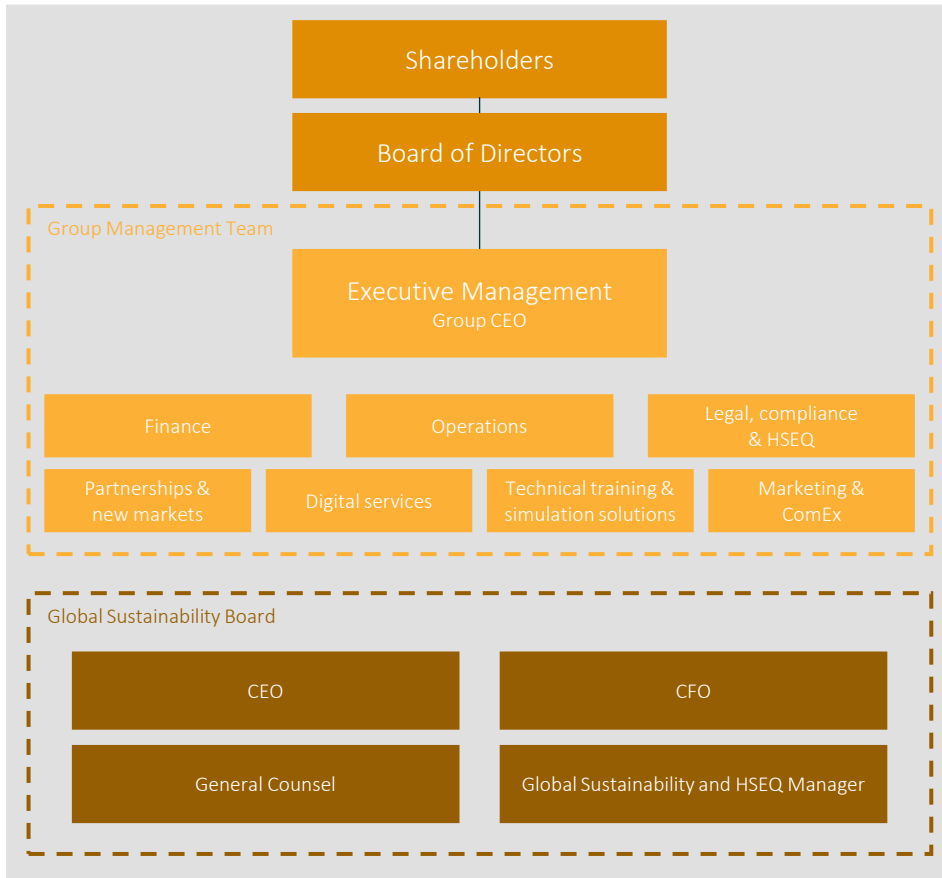 Shareholders
Board of Directors
Group Management Team
Executive Management
Group CEO
Finance
Operations
Legal, compliance
& HSEQ
Partnerships &
new markets
Digital services
Technical training &
simulation solutions
Marketing &
ComEx
Global Sustainability Board
CEO
CFO
General Counsel
Global Sustainability and HSEQ Manager